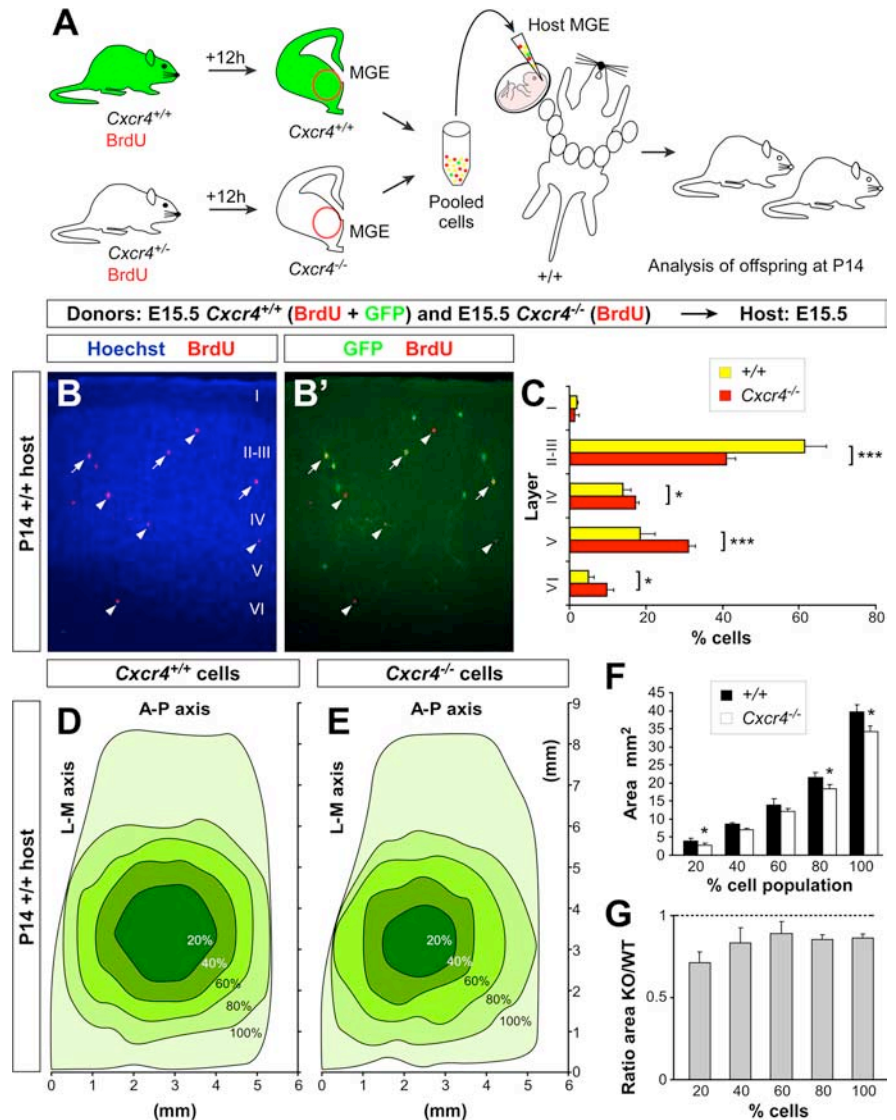 A
+12h
MGE
Cxcr4+/+
BrdU
Cxcr4+/+
+12h
MGE
Cxcr4+/-
BrdU
Cxcr4-/-
Pooled
cells
Host MGE
+/+
Analysis of offspring at P14
Donors: E15.5 Cxcr4+/+ (BrdU + GFP) and E15.5 Cxcr4-/- (BrdU) → Host: E15.5
Hoechst BrdU
GFP BrdU
P14 +/+ host
B
I
II-III
IV
V
VI
B'
C
+/+
Cxcr4-/-
Layer
I
II-III
IV
V
VI
***
*
***
*
0 20 40 60 80
% cells
Cxcr4+/+ cells
Cxcr4-/- cells
P14 +/+ host
D
A-P axis
L-M axis
20%
40%
60%
80%
100%
0 1 2 3 4 5 6
(mm)
E
A-P axis
L-M axis
20%
40%
60%
80%
100%
0 1 2 3 4 5 6
(mm)
9
8
7
6
5
4
3
2
1
0
(mm)
F
+/+
Cxcr4-/-
Area mm2
45
40
35
30
25
20
15
10
5
0
*
*
*
20 40 60 80 100
% cell population
G
Ratio area KO/WT
1
0.5
0
20 40 60 80 100
% cells